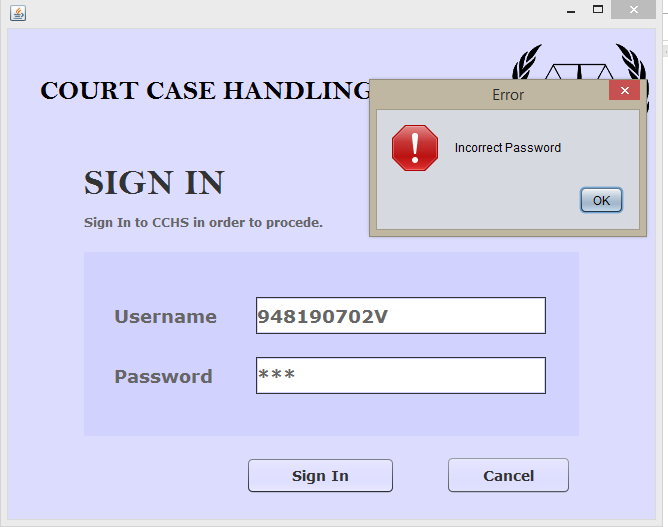 COURT CASE HANDLING
Error
Incorrect Password
OK
SIGN IN
Sign In to CCHS in order to procede.
Username
948190702V
Password
***
Sign In
Cancel